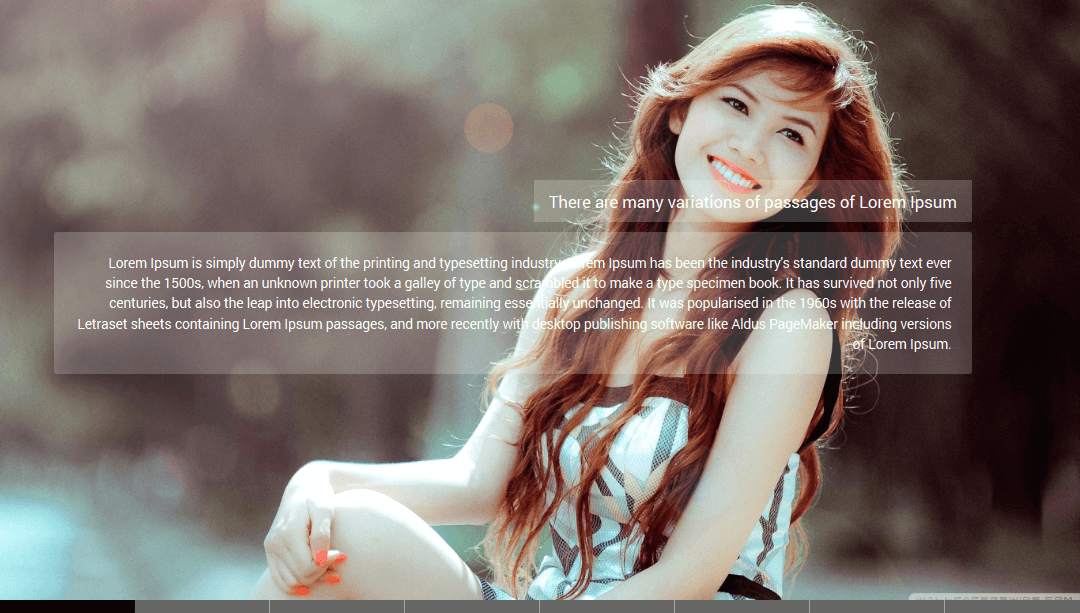 There are many variations of passages of Lorem Ipsum
Lorem Ipsum is simply dummy text of the printing and typesetting industry. Lorem Ipsum has been the industry's standard dummy text ever
since the 1500s, when an unknown printer took a galley of type and scrambled it to make a type specimen book. It has survived not only five
centuries, but also the leap into electronic typesetting, remaining essentially unchanged. It was popularised in the 1960s with the release of
Letraset sheets containing Lorem Ipsum passages, and more recently with desktop publishing software like Aldus PageMaker including versions
of Lorem Ipsum.